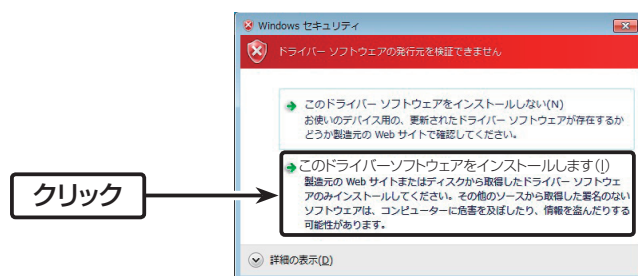 Windows セキュリティ
ドライバー ソフトウェアの発行元を検証できません
このドライバー ソフトウェアをインストールしない(N)
お使いのデバイス用の、更新されたドライバー ソフトウェアが存在するか
どうか製造元の Web サイトで確認してください。
このドライバーソフトウェアをインストールします(I)
製造元の Web サイトまたはディスクから取得したドライバー ソフトウェ
アのみインストールしてください。その他のソースから取得した署名のない
ソフトウェアは、コンピューターに危害を及ぼしたり、情報を盗んだりする
可能性があります。
クリック
詳細の表示(D)